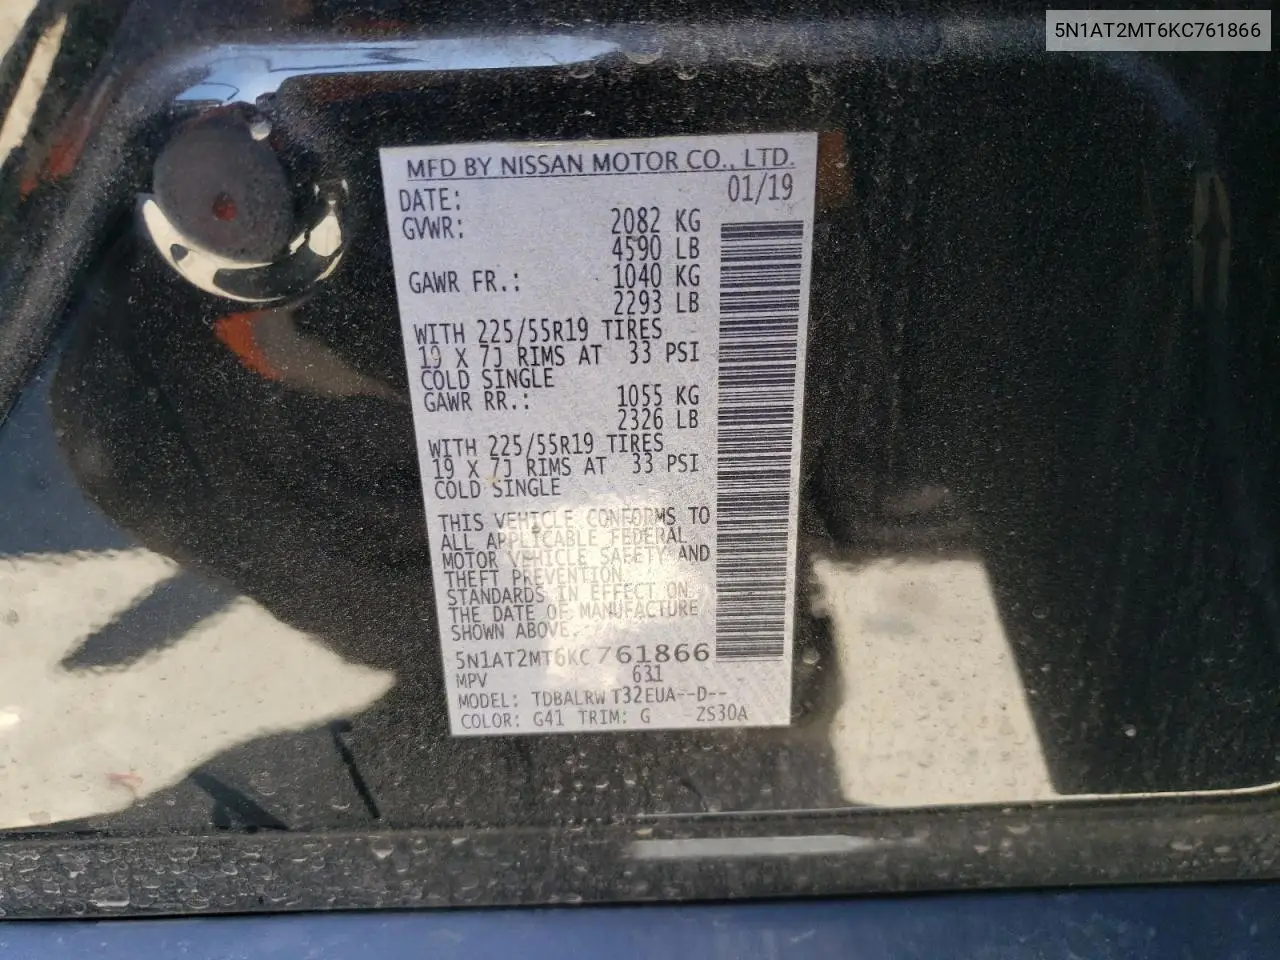 5N1AT2MT6KC761866
MFD BY NISSAN MOTOR CO., LTD.
DATE: 01/19
GVWR: 2082 KG
4590 LB
GAWR FR.: 1040 KG
2293 LB
WITH 225/55R19 TIRES
19 X 7J RIMS AT 33 PSI
COLD SINGLE
GAWR RR.: 1055 KG
2326 LB
WITH 225/55R19 TIRES
19 X 7J RIMS AT 33 PSI
COLD SINGLE
THIS VEHICLE CONFORMS TO
ALL APPLICABLE FEDERAL
MOTOR VEHICLE SAFETY AND
THEFT PREVENTION
STANDARDS IN EFFECT ON
THE DATE OF MANUFACTURE
SHOWN ABOVE.
5N1AT2MT6KC761866
MPV 631
MODEL: TDBALRW T32EUA--D--
COLOR: G41 TRIM: G ZS30A